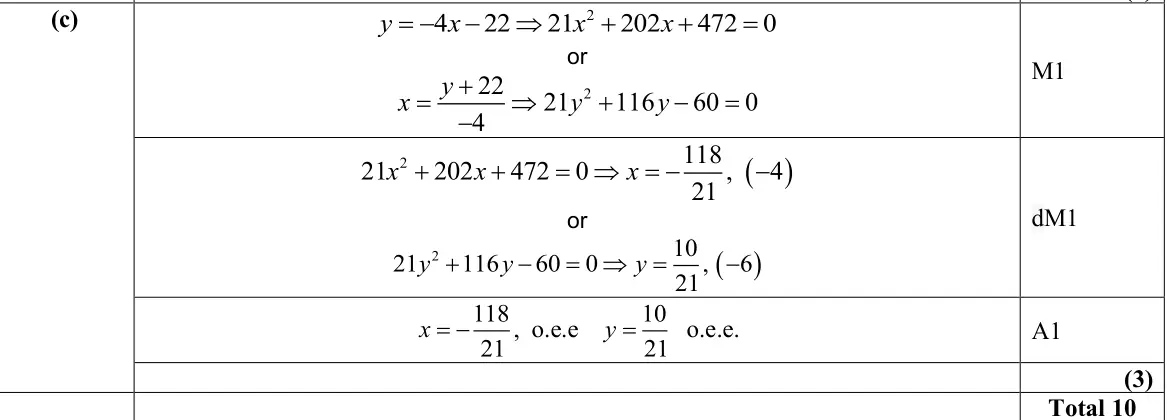 (c)
y = −4x − 22 ⇒ 21x² + 202x + 472 = 0
or
x = (y + 22)/−4 ⇒ 21y² + 116y − 60 = 0
M1
21x² + 202x + 472 = 0 ⇒ x = −118/21, (−4)
or
21y² + 116y − 60 = 0 ⇒ y = 10/21, (−6)
dM1
x = −118/21, o.e.e y = 10/21 o.e.e.
A1
(3)
Total 10